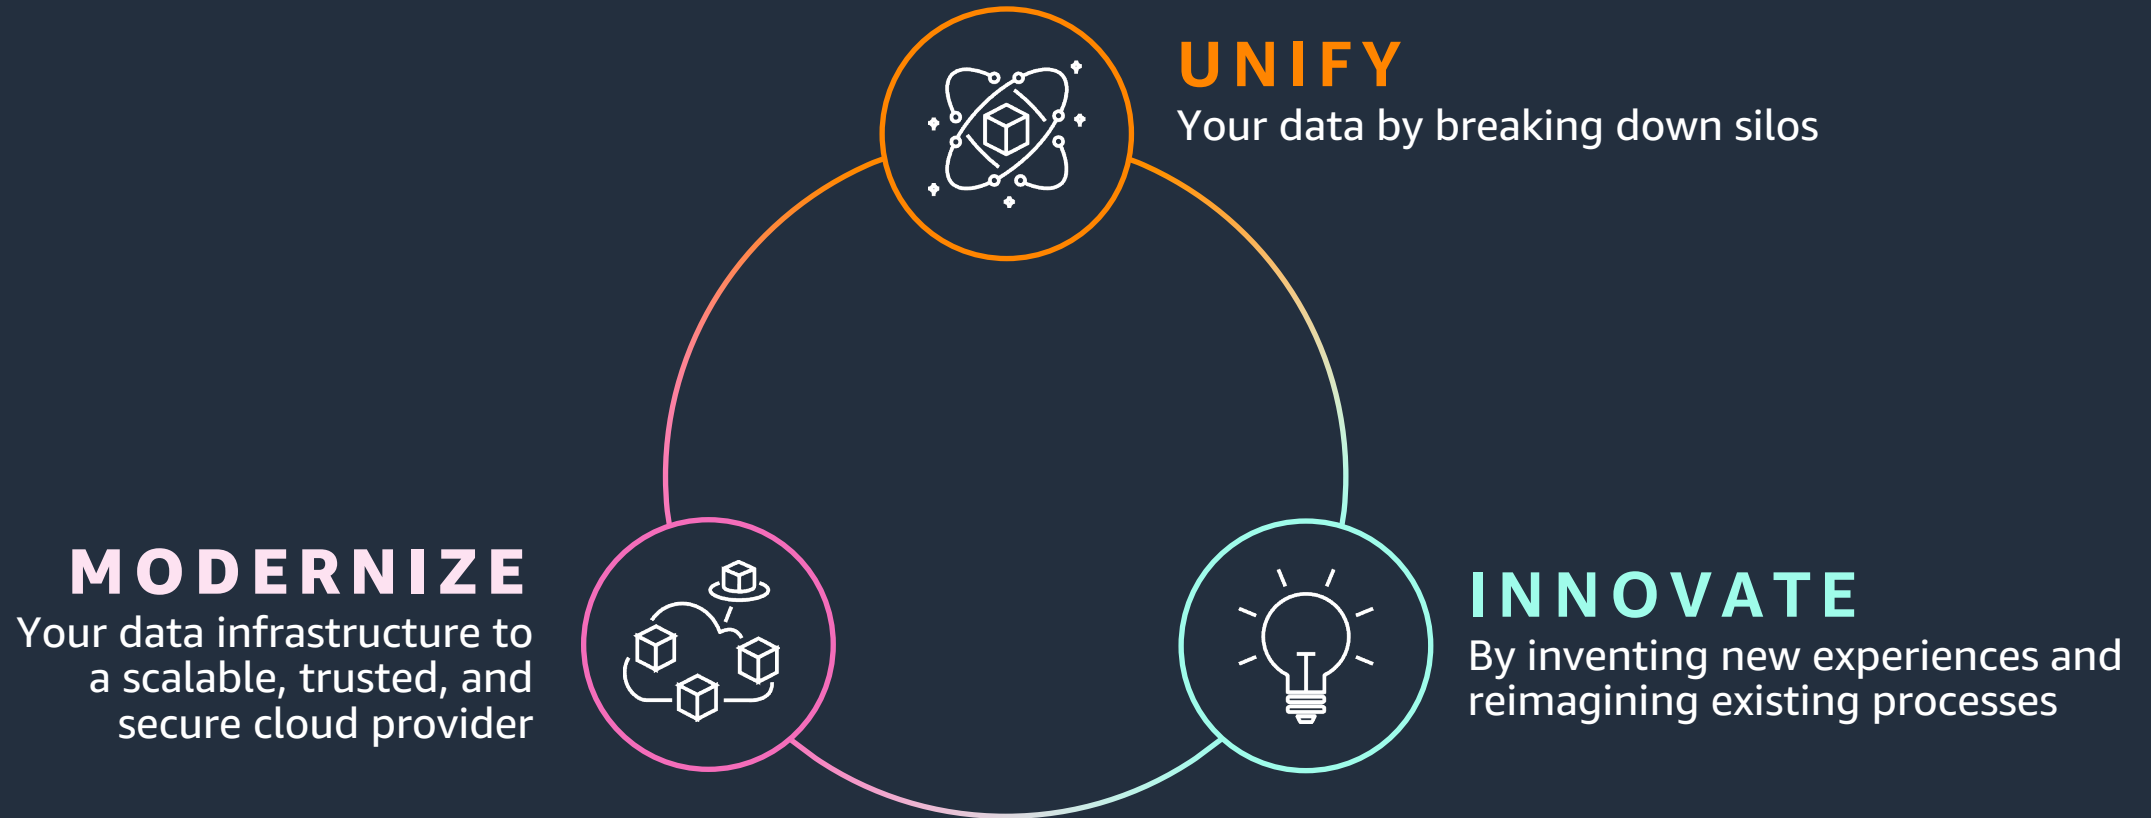 UNIFY
Your data by breaking down silos
MODERNIZE
Your data infrastructure to
a scalable, trusted, and
secure cloud provider
INNOVATE
By inventing new experiences and
reimagining existing processes